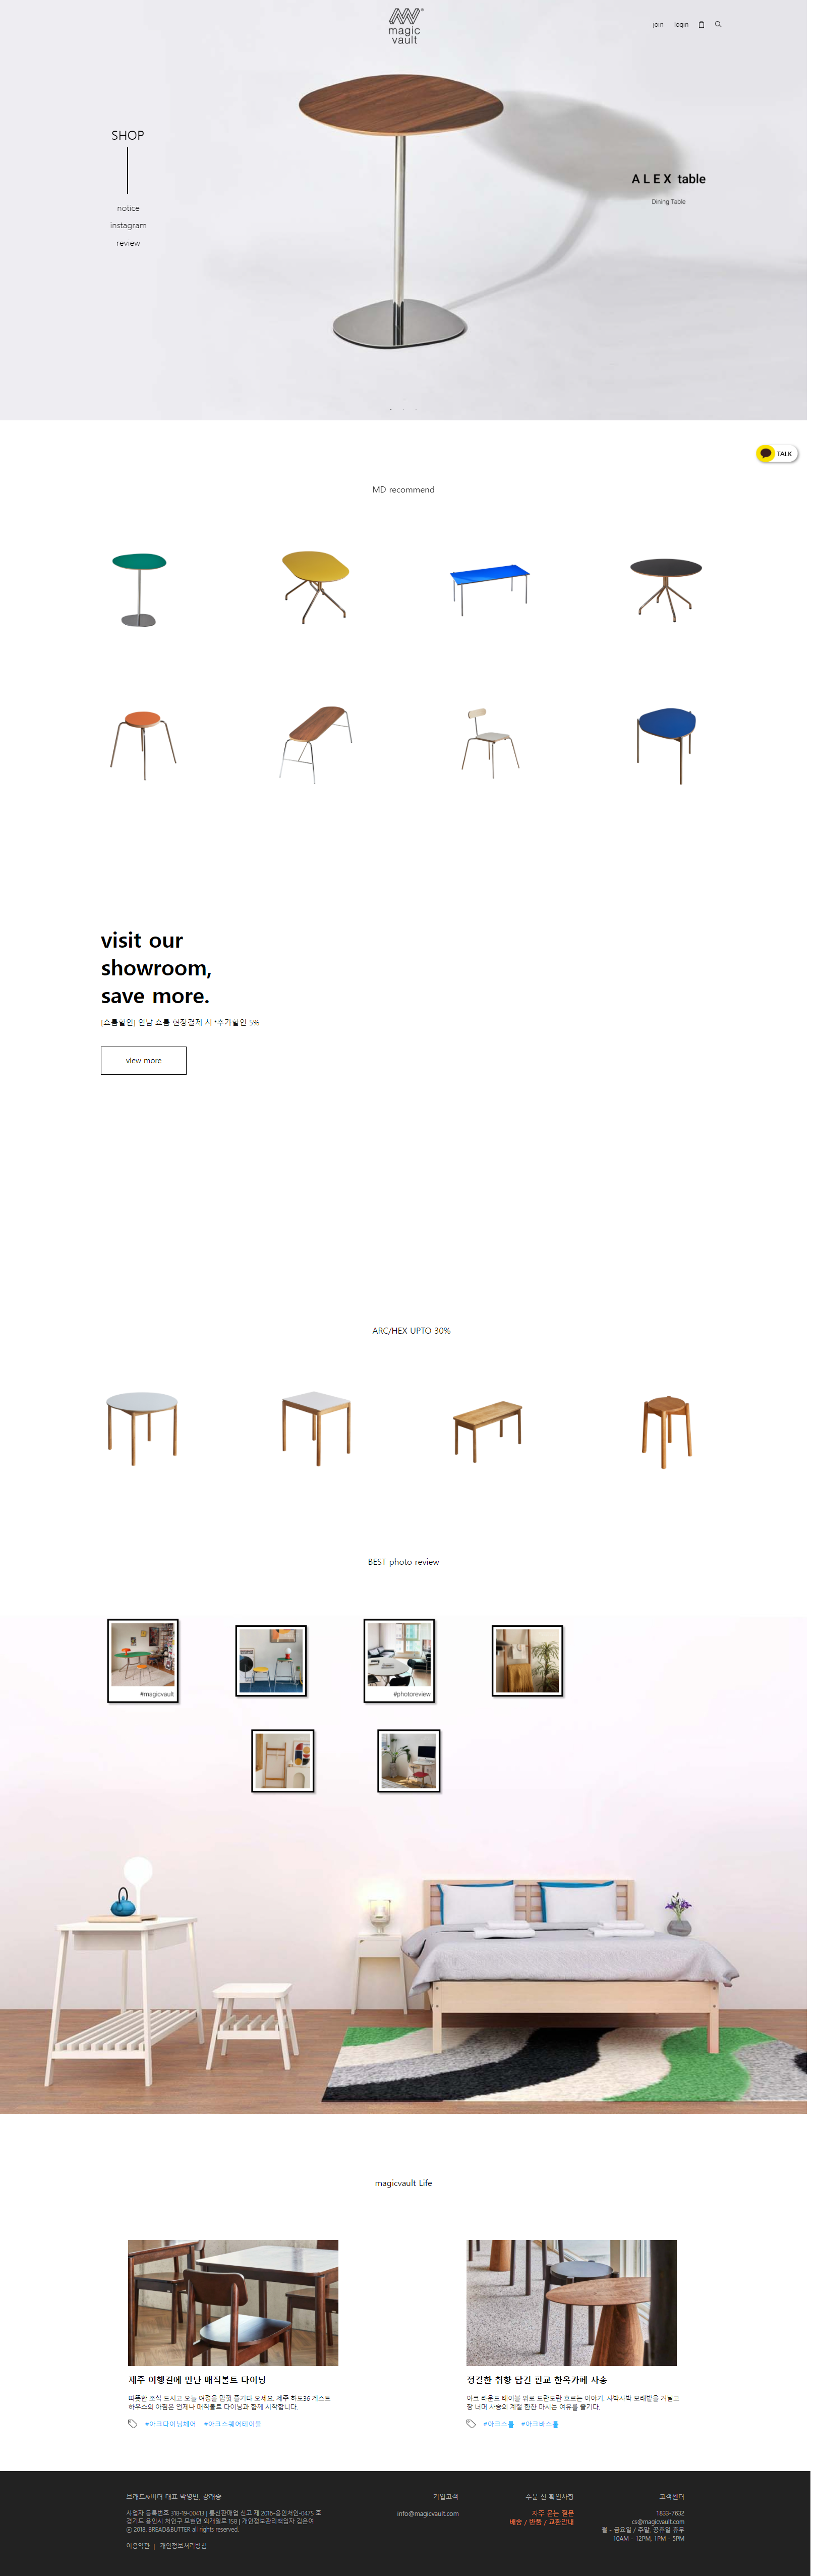 magic
vault
join
login
SHOP
notice
instagram
review
ALEX table
Dining Table
TALK
MD recommend
visit our
showroom,
save more.
[쇼룸할인] 연남 쇼룸 현장결제 시 *추가할인 5%
view more
ARC/HEX UPTO 30%
BEST photo review
#magicvault
#photoreview
magicvault Life
제주 여행길에 만난 매직볼트 다이닝
따뜻한 조식 드시고 오늘 여정을 맘껏 즐기다 오세요. 제주 하도36 게스트
하우스의 아침은 언제나 매직볼트 다이닝과 함께 시작합니다.
#아크다이닝체어 #아크스퀘어테이블
정갈한 취향 담긴 판교 한옥카페 사송
아크 라운드 테이블 위로 도란도란 흐르는 이야기. 사박사박 모래밭을 거닐고
창 너머 사송의 계절 한잔 마시는 여유를 즐기다.
#아크스툴 #아크바스툴
브래드&버터 대표 박영만, 강래승
사업자 등록번호 318-19-00413 | 통신판매업 신고 제 2016-용인처인-0475 호
경기도 용인시 처인구 모현면 외개일로 158 | 개인정보관리책임자 김은여
ⓒ 2018. BREAD&BUTTER all rights reserved.
이용약관 | 개인정보처리방침
기업고객
info@magicvault.com
주문 전 확인사항
자주 묻는 질문
배송 / 반품 / 교환안내
고객센터
1833-7632
cs@magicvault.com
월 - 금요일 / 주말, 공휴일 휴무
10AM - 12PM, 1PM - 5PM